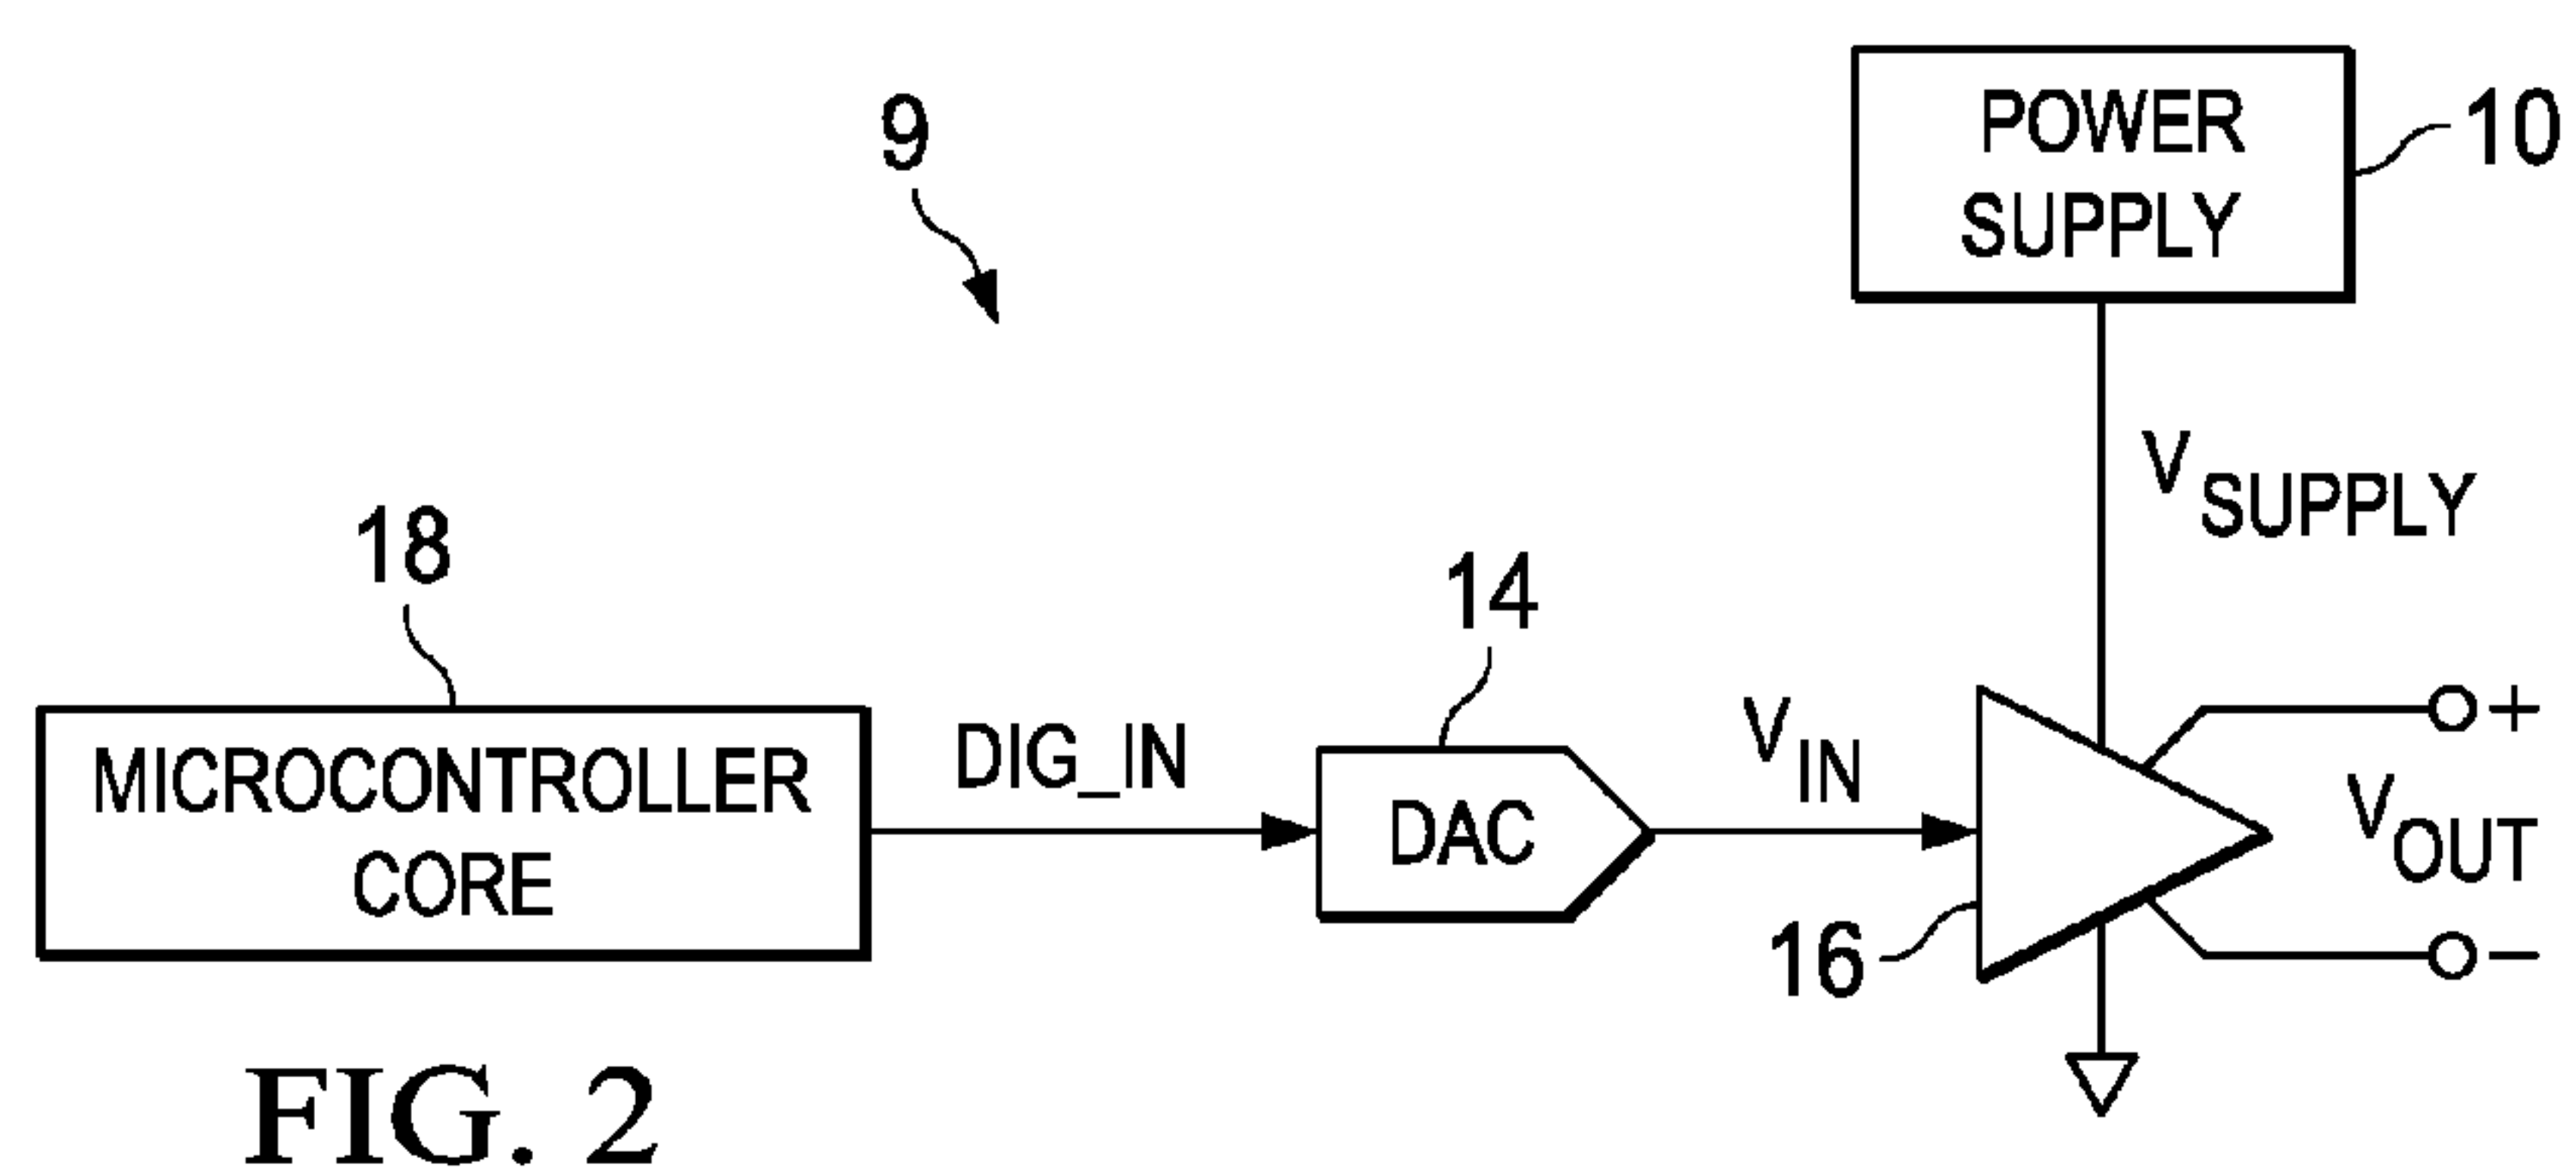 9
POWER
SUPPLY
10
V SUPPLY
18
14
MICROCONTROLLER
CORE
DIG_IN
DAC
V IN
16
+
V OUT
−
FIG. 2